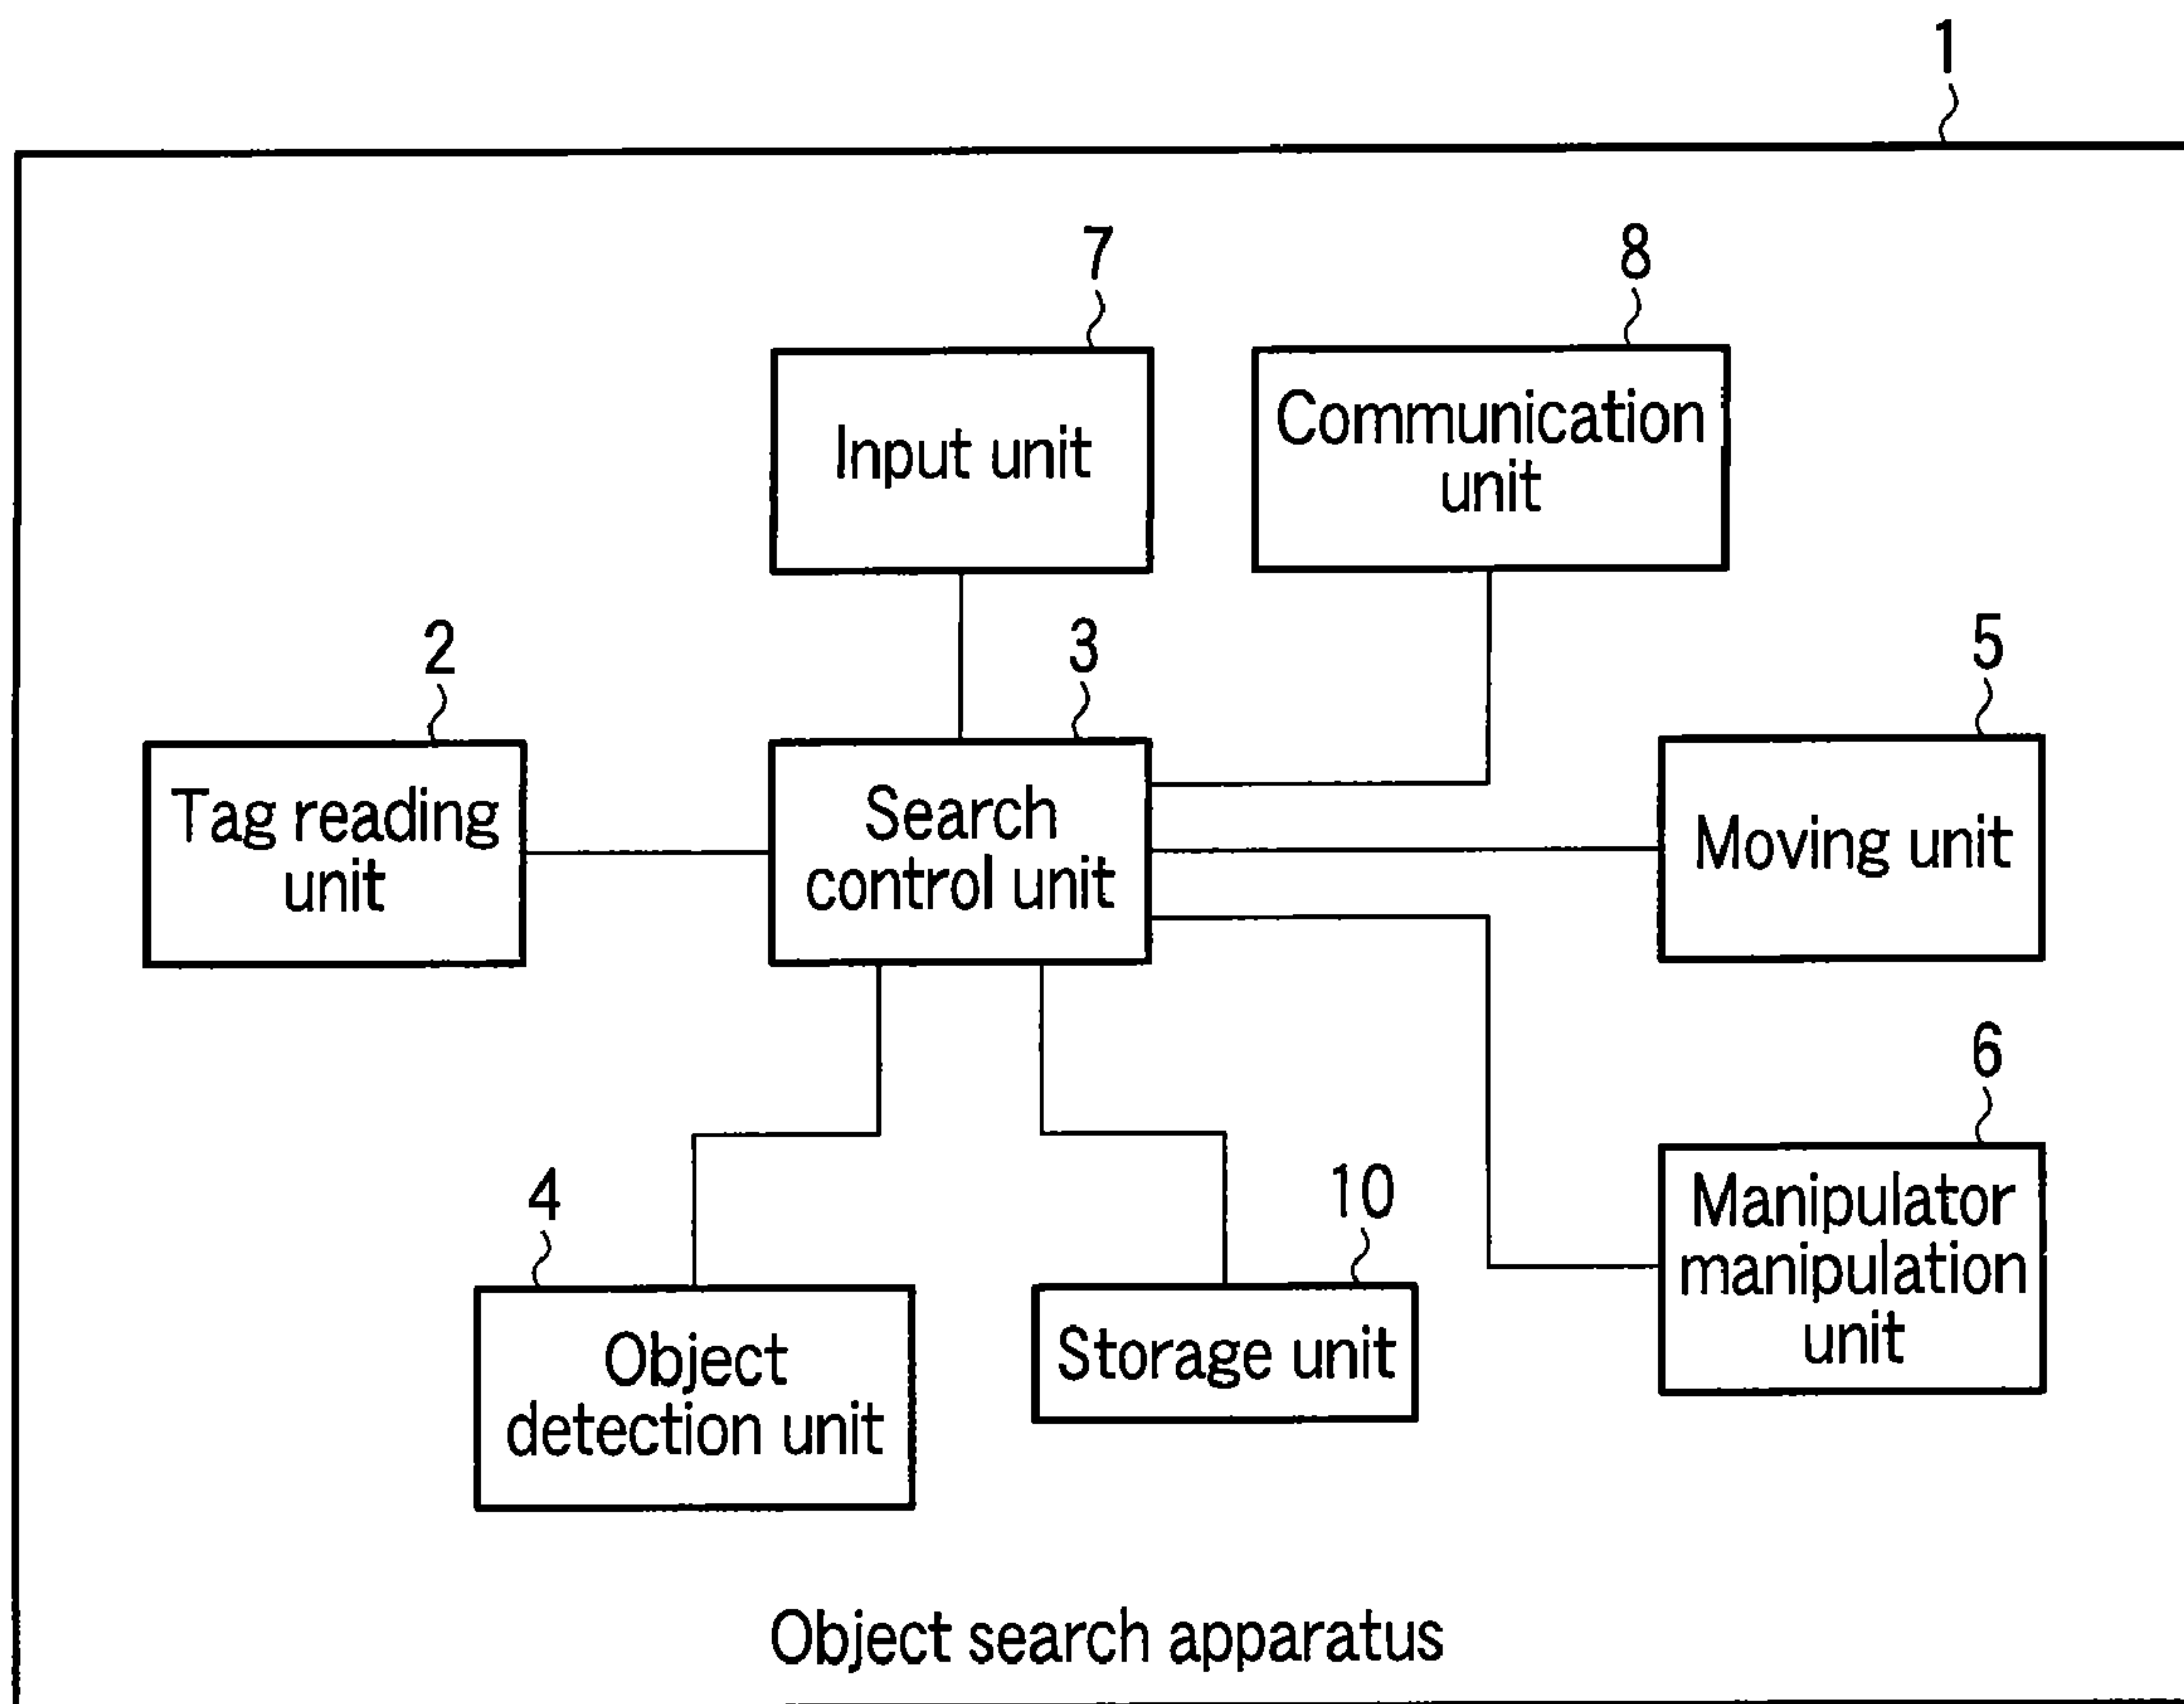 1
7
8
Input unit
Communication
unit
2
3
5
Tag reading
unit
Search
control unit
Moving unit
6
4
10
Manipulator
manipulation
unit
Object
detection unit
Storage unit
Object search apparatus